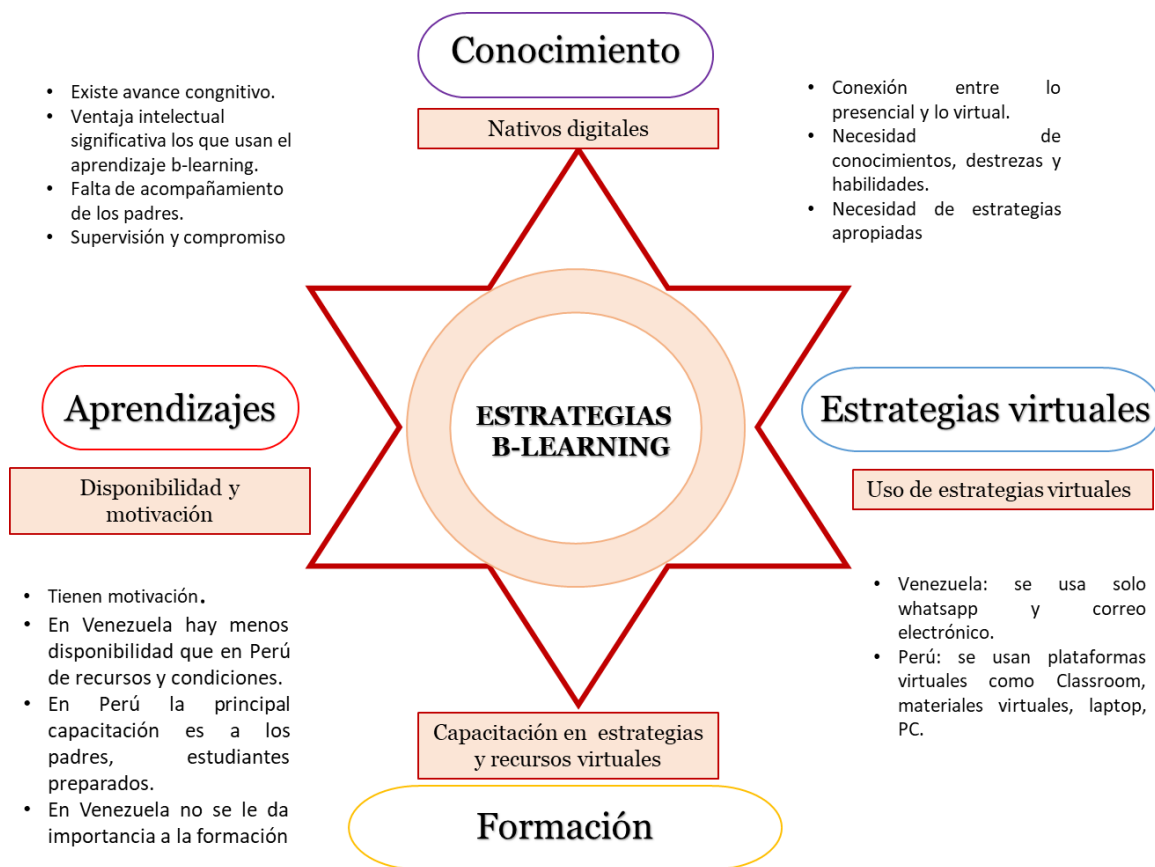 Conocimiento
Nativos digitales
• Existe avance congnitivo.
• Ventaja intelectual
significativa los que usan el
aprendizaje b-learning.
• Falta de acompañamiento
de los padres.
• Supervisión y compromiso
• Conexión entre lo
presencial y lo virtual.
• Necesidad de
conocimientos, destrezas y
habilidades.
• Necesidad de estrategias
apropiadas
Aprendizajes
Disponibilidad y
motivación
ESTRATEGIAS
B-LEARNING
Estrategias virtuales
Uso de estrategias virtuales
• Tienen motivación.
• En Venezuela hay menos
disponibilidad que en Perú
de recursos y condiciones.
• En Perú la principal
capacitación es a los
padres, estudiantes
preparados.
• En Venezuela no se le da
importancia a la formación
• Venezuela: se usa solo
whatsapp y correo
electrónico.
• Perú: se usan plataformas
virtuales como Classroom,
materiales virtuales, laptop,
PC.
Capacitación en estrategias
y recursos virtuales
Formación